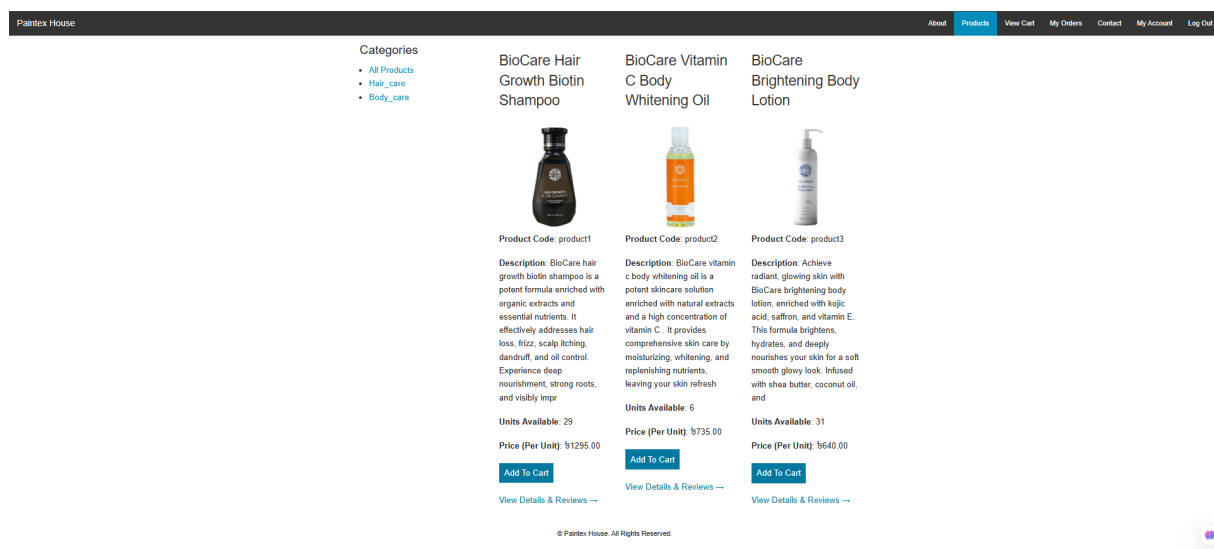 Paintex House
About Products View Cart My Orders Contact My Account Log Out
Categories
All Products
Hair_care
Body_care
BioCare Hair
Growth Biotin
Shampoo
Product Code: product1
Description: BioCare hair
growth biotin shampoo is a
potent formula enriched with
organic extracts and
essential nutrients. It
effectively addresses hair
loss, frizz, scalp itching,
dandruff, and oil control.
Experience deep
nourishment, strong roots,
and visibly impr
Units Available: 29
Price (Per Unit): ৳1295.00
Add To Cart
View Details & Reviews →
BioCare Vitamin
C Body
Whitening Oil
Product Code: product2
Description: BioCare vitamin
c body whitening oil is a
potent skincare solution
enriched with natural extracts
and a high concentration of
vitamin C . It provides
comprehensive skin care by
moisturizing, whitening, and
replenishing nutrients,
leaving your skin refresh
Units Available: 6
Price (Per Unit): ৳735.00
Add To Cart
View Details & Reviews →
BioCare
Brightening Body
Lotion
Product Code: product3
Description: Achieve
radiant, glowing skin with
BioCare brightening body
lotion, enriched with kojic
acid, saffron, and vitamin E.
This formula brightens,
hydrates, and deeply
nourishes your skin for a soft
smooth glowy look. Infused
with shea butter, coconut oil,
and
Units Available: 31
Price (Per Unit): ৳640.00
Add To Cart
View Details & Reviews →
© Paintex House. All Rights Reserved.